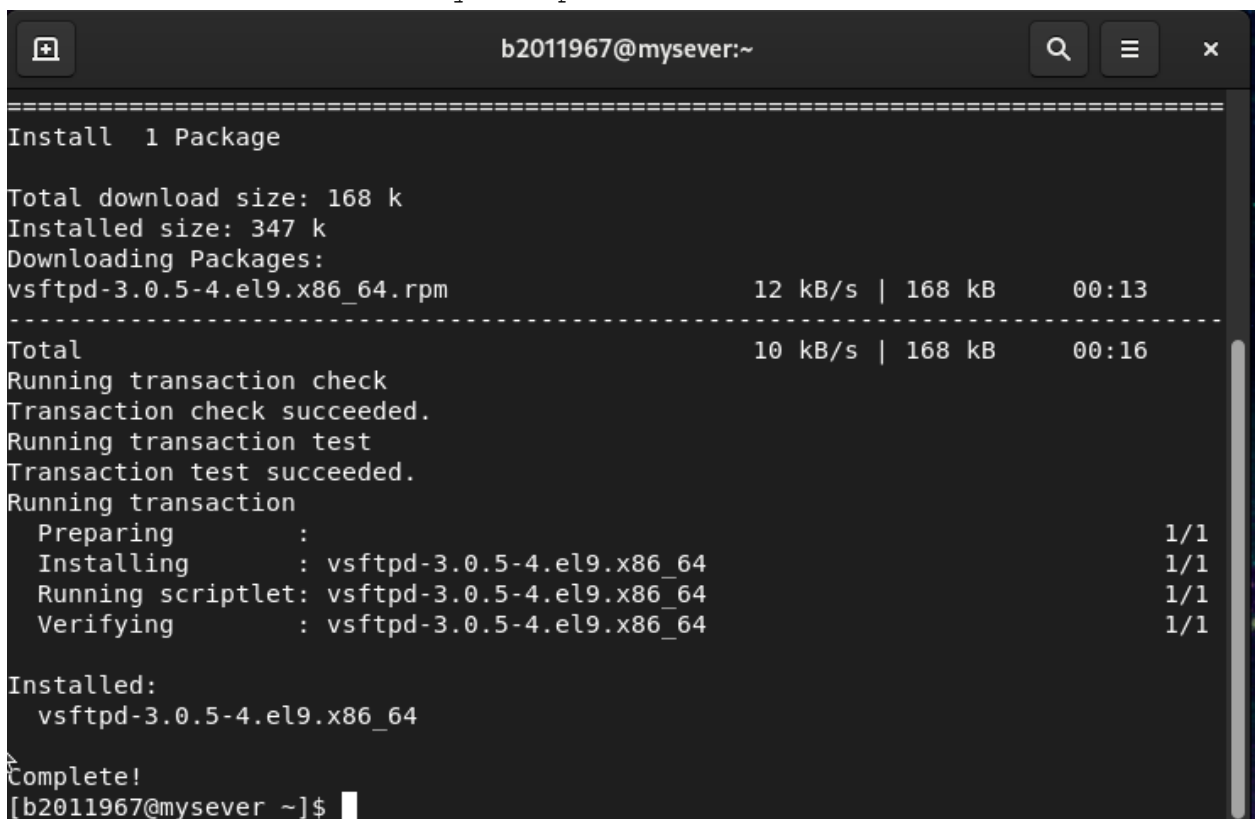 b2011967@mysever:~
================================================================================
Install  1 Package
Total download size: 168 k
Installed size: 347 k
Downloading Packages:
vsftpd-3.0.5-4.el9.x86_64.rpm                    12 kB/s | 168 kB     00:13
--------------------------------------------------------------------------------
Total                                            10 kB/s | 168 kB     00:16
Running transaction check
Transaction check succeeded.
Running transaction test
Transaction test succeeded.
Running transaction
  Preparing        :                                                        1/1
  Installing       : vsftpd-3.0.5-4.el9.x86_64                              1/1
  Running scriptlet: vsftpd-3.0.5-4.el9.x86_64                              1/1
  Verifying        : vsftpd-3.0.5-4.el9.x86_64                              1/1
Installed:
  vsftpd-3.0.5-4.el9.x86_64
Complete!
[b2011967@mysever ~]$